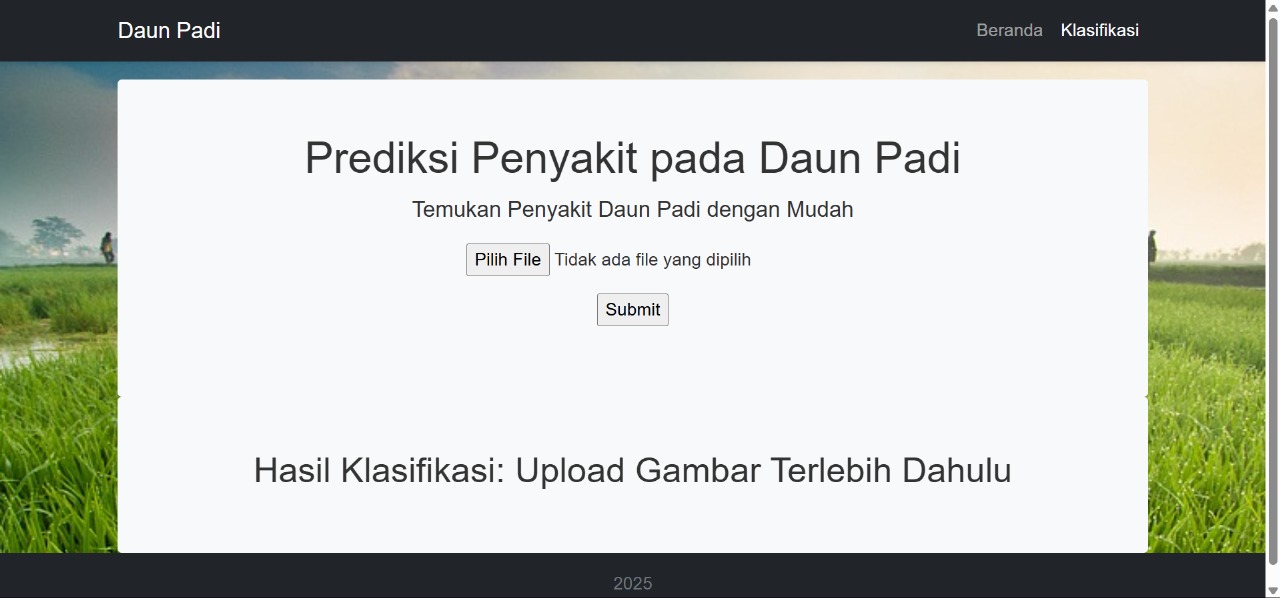 Daun Padi
Beranda Klasifikasi
Prediksi Penyakit pada Daun Padi
Temukan Penyakit Daun Padi dengan Mudah
Pilih File Tidak ada file yang dipilih
Submit
Hasil Klasifikasi: Upload Gambar Terlebih Dahulu
2025